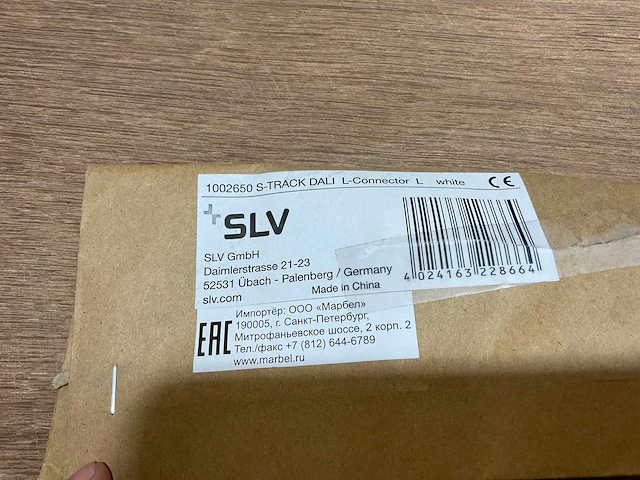 1002650 S-TRACK DALI L-Connector L white CE
SLV
SLV GmbH
Daimlerstrasse 21-23
52531 Übach - Palenberg / Germany
slv.com Made in China
4 024163 228664
EAC
Импортёр: ООО «Марбел»
190005, г. Санкт-Петербург,
Митрофаньевское шоссе, 2 корп. 2
Тел./факс +7 (812) 644-6789
www.marbel.ru